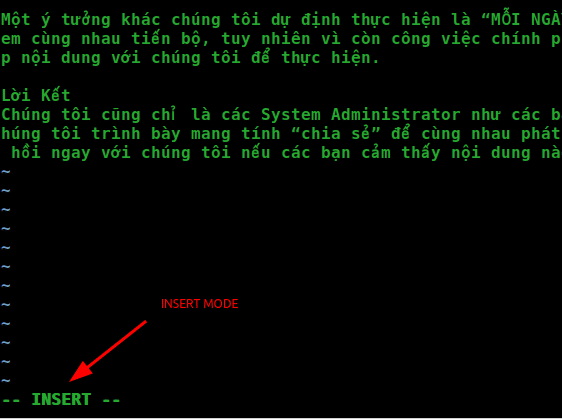 Một ý tưởng khác chúng tôi dự định thực hiện là “MỖI NGÀ
em cùng nhau tiến bộ, tuy nhiên vì còn công việc chính p
p nội dung với chúng tôi để thực hiện.
Lời Kết
Chúng tôi cũng chỉ là các System Administrator như các b
húng tôi trình bày mang tính “chia sẻ” để cùng nhau phát
hồi ngay với chúng tôi nếu các bạn cảm thấy nội dung nà
~
~
~
~
~
~
~
~
~
~
~
~
INSERT MODE
-- INSERT --